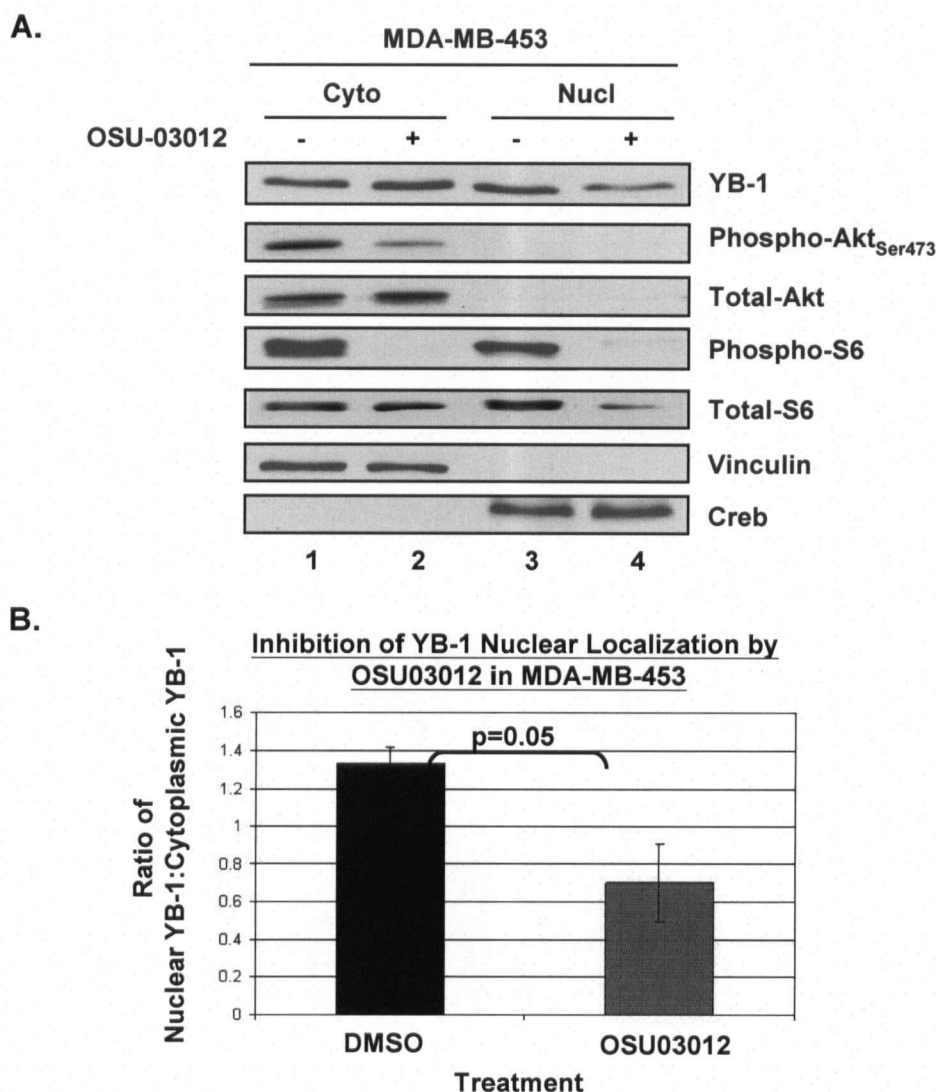 A.
MDA-MB-453
Cyto Nucl
OSU-03012 - + - +
YB-1
Phospho-Akt Ser473
Total-Akt
Phospho-S6
Total-S6
Vinculin
Creb
1 2 3 4
B.
Inhibition of YB-1 Nuclear Localization by
OSU03012 in MDA-MB-453
Ratio of
Nuclear YB-1:Cytoplasmic YB-1
1.6
1.4
1.2
1
0.8
0.6
0.4
0.2
0
p=0.05
DMSO OSU03012
Treatment